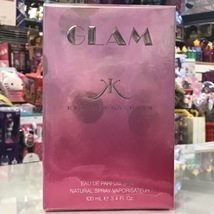 GLAM
EAU DE PARFUM
NATURAL SPRAY VAPORISATEUR
100 mL e 3.4 Fl. Oz.